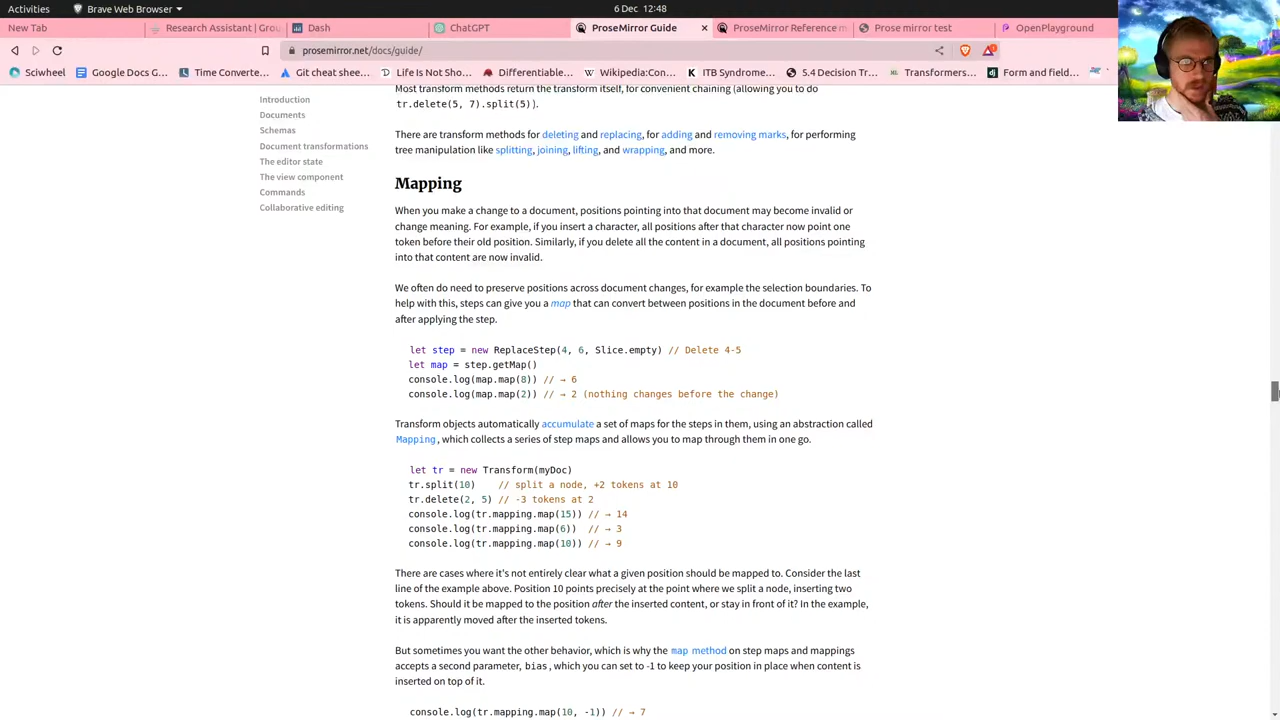 Activities
Brave Web Browser
6 Dec 12:48
New Tab
Research Assistant | Grou
Dash
ChatGPT
ProseMirror Guide
ProseMirror Reference m
Prose mirror test
OpenPlayground
prosemirror.net/docs/guide/
Sciwheel
Google Docs G...
Time Converte...
Git cheat shee...
Life Is Not Sho...
Differentiable...
Wikipedia:Con...
ITB Syndrome...
5.4 Decision Tr...
Transformers...
Form and field...
Introduction
Documents
Schemas
Document transformations
The editor state
The view component
Commands
Collaborative editing
Most transform methods return the transform itself, for convenient chaining (allowing you to do
tr.delete(5, 7).split(5)).
There are transform methods for deleting and replacing, for adding and removing marks, for performing
tree manipulation like splitting, joining, lifting, and wrapping, and more.
Mapping
When you make a change to a document, positions pointing into that document may become invalid or
change meaning. For example, if you insert a character, all positions after that character now point one
token before their old position. Similarly, if you delete all the content in a document, all positions pointing
into that content are now invalid.
We often do need to preserve positions across document changes, for example the selection boundaries. To
help with this, steps can give you a map that can convert between positions in the document before and
after applying the step.
let step = new ReplaceStep(4, 6, Slice.empty) // Delete 4-5
let map = step.getMap()
console.log(map.map(8)) // → 6
console.log(map.map(2)) // → 2 (nothing changes before the change)
Transform objects automatically accumulate a set of maps for the steps in them, using an abstraction called
Mapping, which collects a series of step maps and allows you to map through them in one go.
let tr = new Transform(myDoc)
tr.split(10)    // split a node, +2 tokens at 10
tr.delete(2, 5) // -3 tokens at 2
console.log(tr.mapping.map(15)) // → 14
console.log(tr.mapping.map(6))  // → 3
console.log(tr.mapping.map(10)) // → 9
There are cases where it's not entirely clear what a given position should be mapped to. Consider the last
line of the example above. Position 10 points precisely at the point where we split a node, inserting two
tokens. Should it be mapped to the position after the inserted content, or stay in front of it? In the example,
it is apparently moved after the inserted tokens.
But sometimes you want the other behavior, which is why the map method on step maps and mappings
accepts a second parameter, bias, which you can set to -1 to keep your position in place when content is
inserted on top of it.
console.log(tr.mapping.map(10, -1)) // → 7